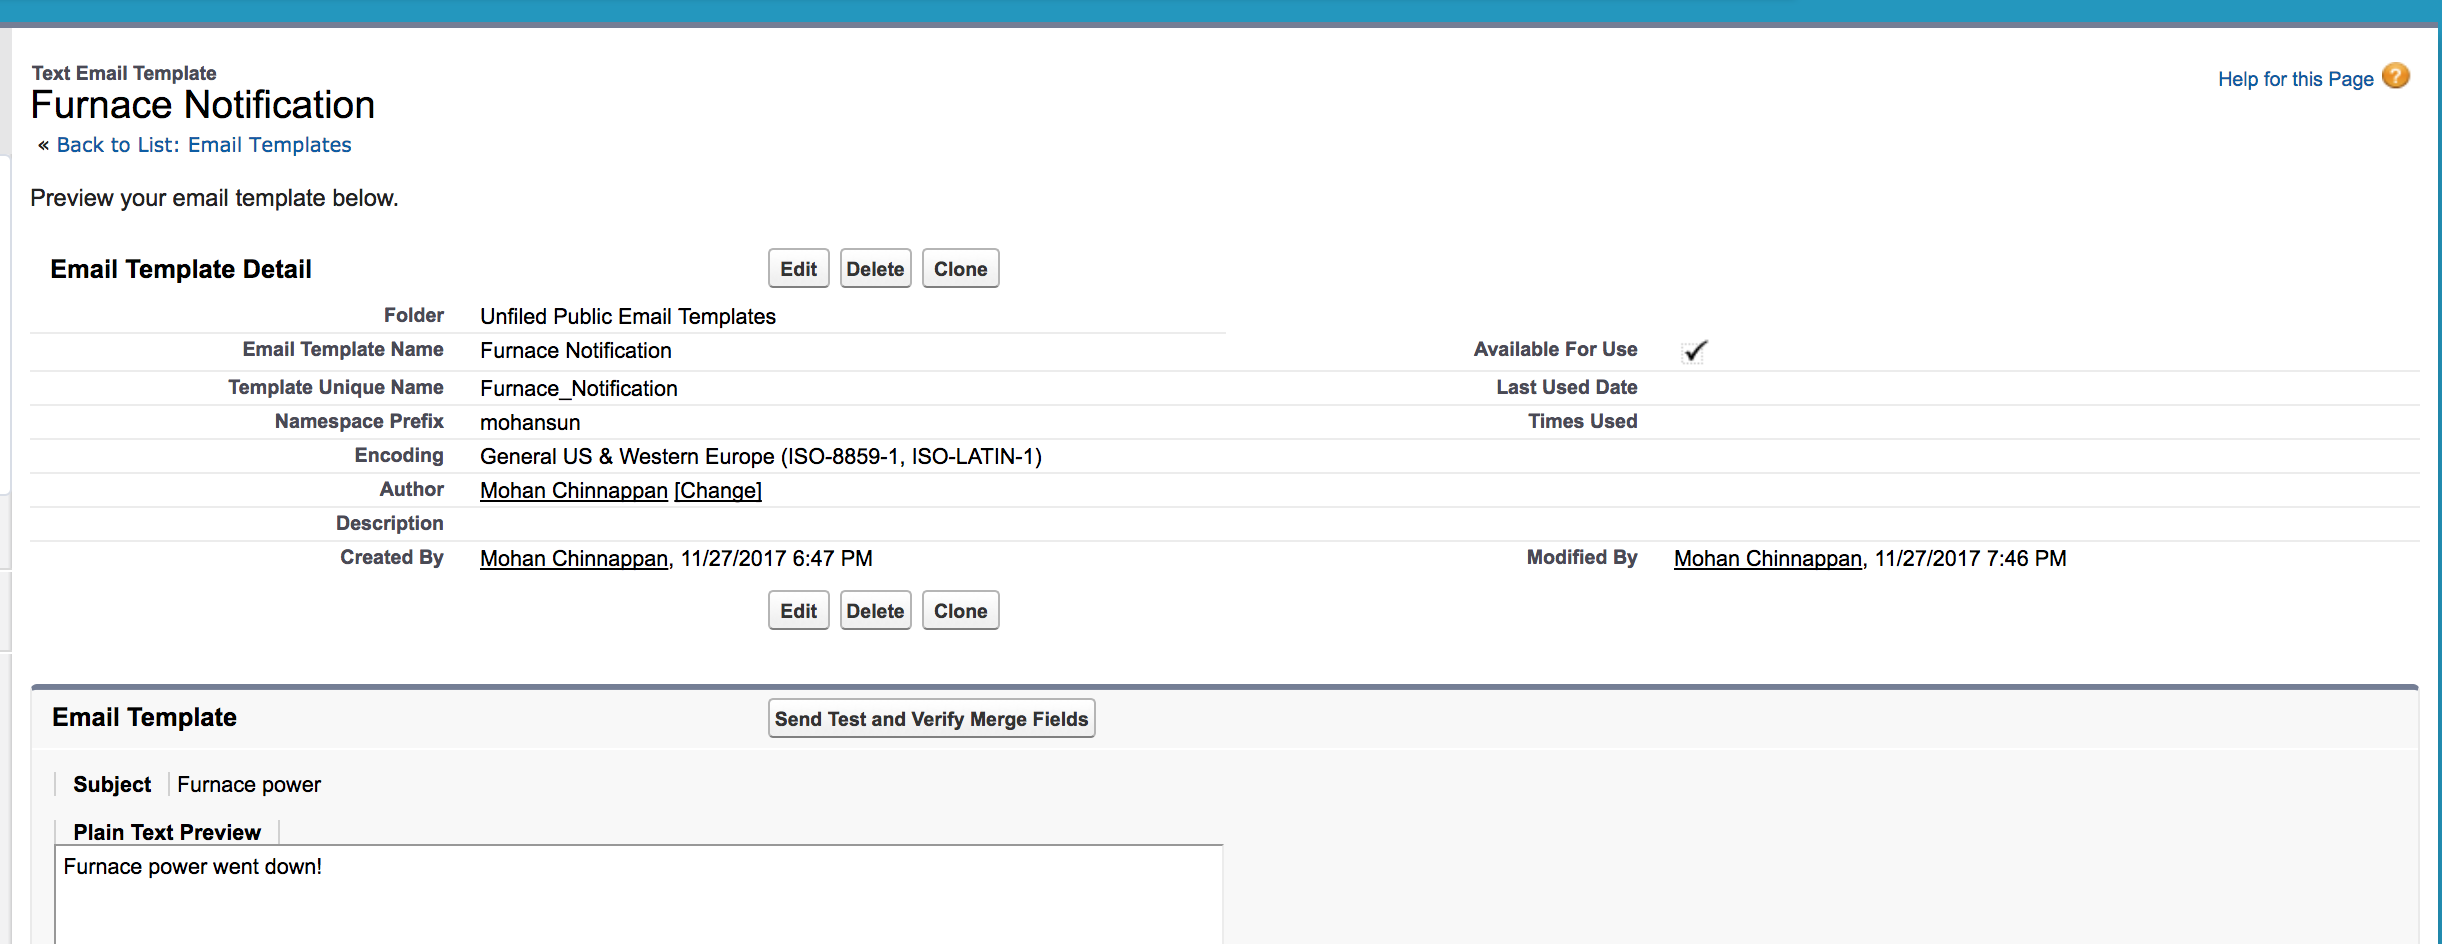 Text Email Template
Furnace Notification
« Back to List: Email Templates
Help for this Page ?
Preview your email template below.
Email Template Detail
Edit Delete Clone
Folder Unfiled Public Email Templates
Email Template Name Furnace Notification Available For Use
Template Unique Name Furnace_Notification Last Used Date
Namespace Prefix mohansun Times Used
Encoding General US & Western Europe (ISO-8859-1, ISO-LATIN-1)
Author Mohan Chinnappan [Change]
Description
Created By Mohan Chinnappan, 11/27/2017 6:47 PM Modified By Mohan Chinnappan, 11/27/2017 7:46 PM
Edit Delete Clone
Email Template Send Test and Verify Merge Fields
Subject Furnace power
Plain Text Preview
Furnace power went down!